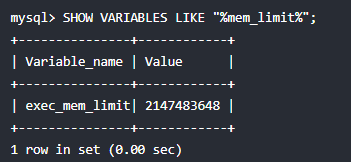 mysql> SHOW VARIABLES LIKE "%mem_limit%";
+---------------+------------+
| Variable_name | Value      |
+---------------+------------+
| exec_mem_limit| 2147483648 |
+---------------+------------+
1 row in set (0.00 sec)